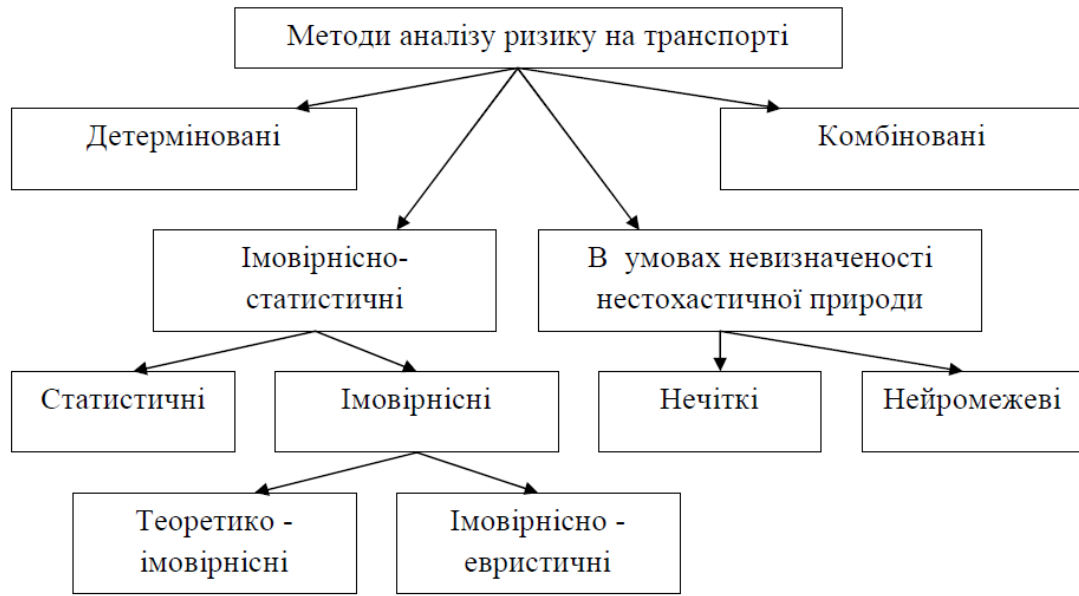 Методи аналізу ризику на транспорті
Детерміновані
Комбіновані
Імовірнісно-
статистичні
В умовах невизначеності
нестохастичної природи
Статистичні
Імовірнісні
Нечіткі
Нейромежеві
Теоретико -
імовірнісні
Імовірнісно -
евристичні